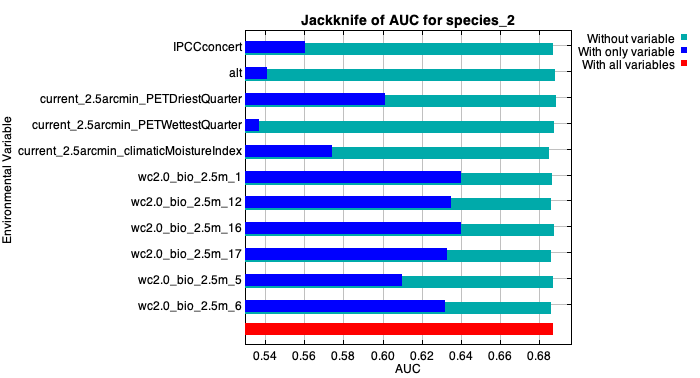 Jackknife of AUC for species_2
Without variable
With only variable
With all variables
Environmental Variable
IPCCconcert
alt
current_2.5arcmin_PETDriestQuarter
current_2.5arcmin_PETWettestQuarter
current_2.5arcmin_climaticMoistureIndex
wc2.0_bio_2.5m_1
wc2.0_bio_2.5m_12
wc2.0_bio_2.5m_16
wc2.0_bio_2.5m_17
wc2.0_bio_2.5m_5
wc2.0_bio_2.5m_6
0.54 0.56 0.58 0.60 0.62 0.64 0.66 0.68
AUC